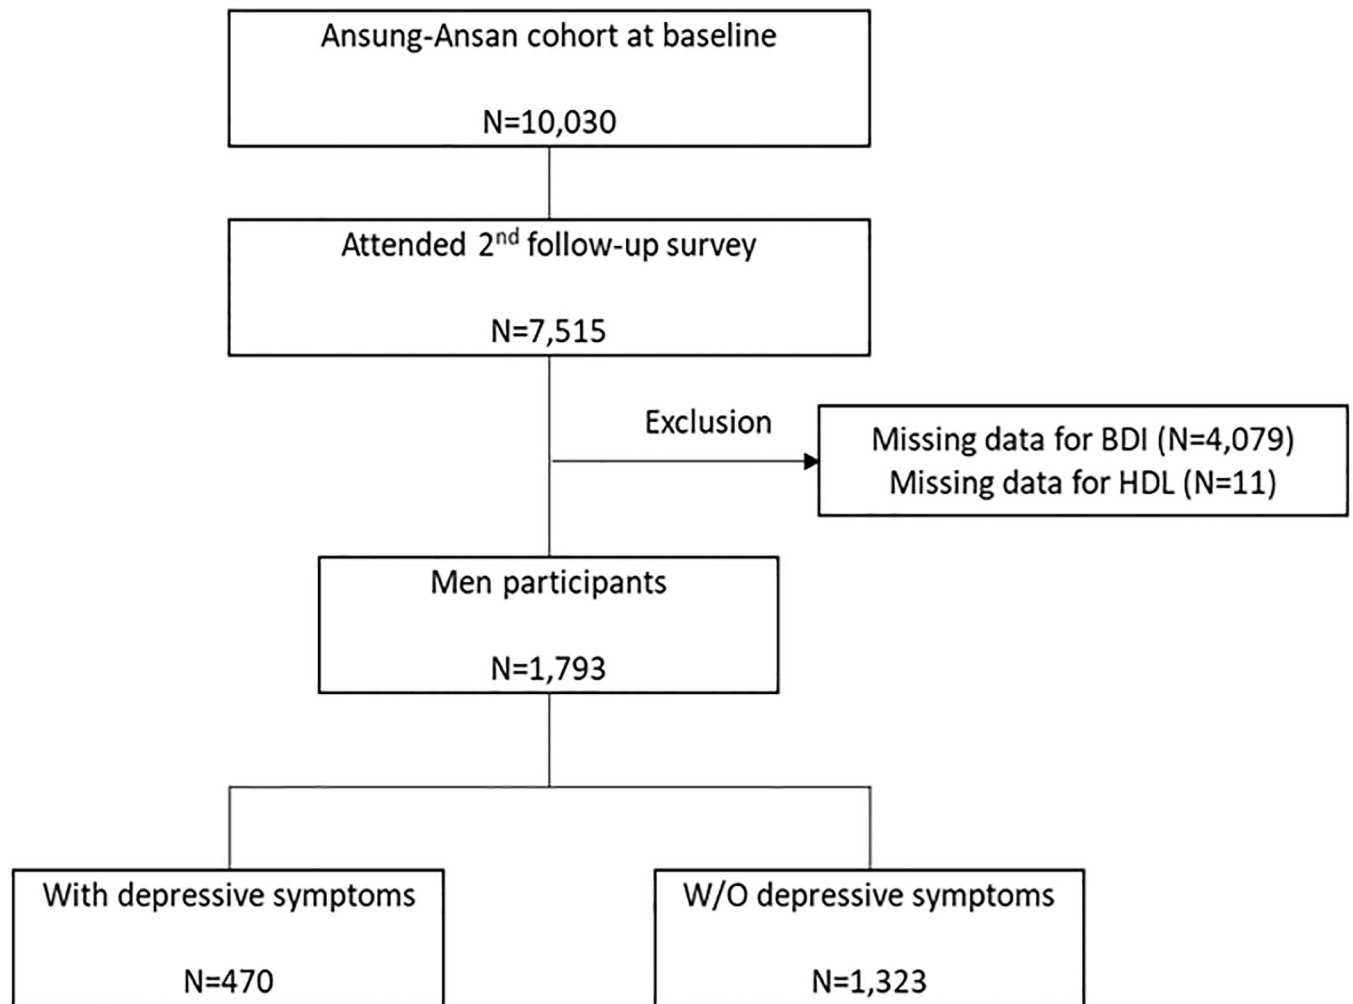 Ansung-Ansan cohort at baseline
N=10,030
Attended 2nd follow-up survey
N=7,515
Exclusion
Missing data for BDI (N=4,079)
Missing data for HDL (N=11)
Men participants
N=1,793
With depressive symptoms
N=470
W/O depressive symptoms
N=1,323